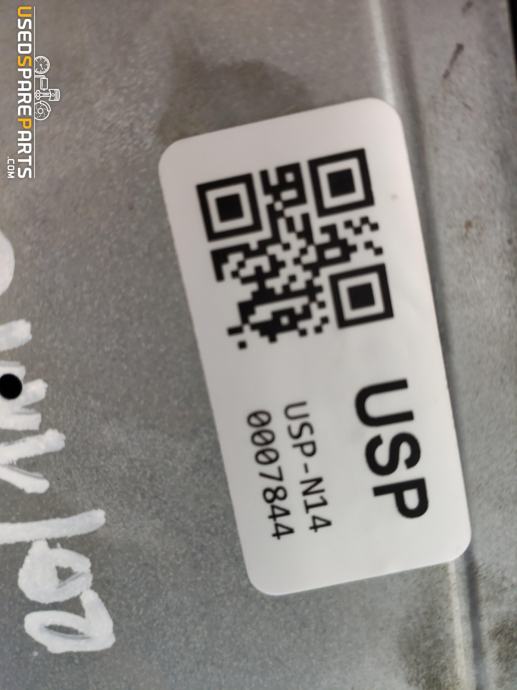 USEDSPAREPARTS
.COM
USP
USP-N14
0007844